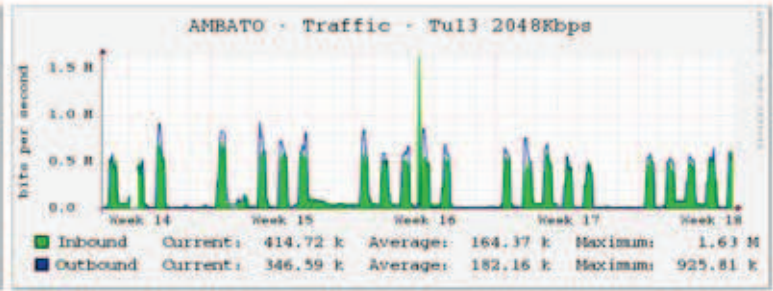 AMBATO - Traffic - Tu13 2048Kbps
bits per second
1.5 M
1.0 M
0.5 M
0.0
Week 14 Week 15 Week 16 Week 17 Week 18
Inbound Current: 414.72 k Average: 164.37 k Maximum: 1.63 M
Outbound Current: 346.59 k Average: 182.16 k Maximum: 925.81 k